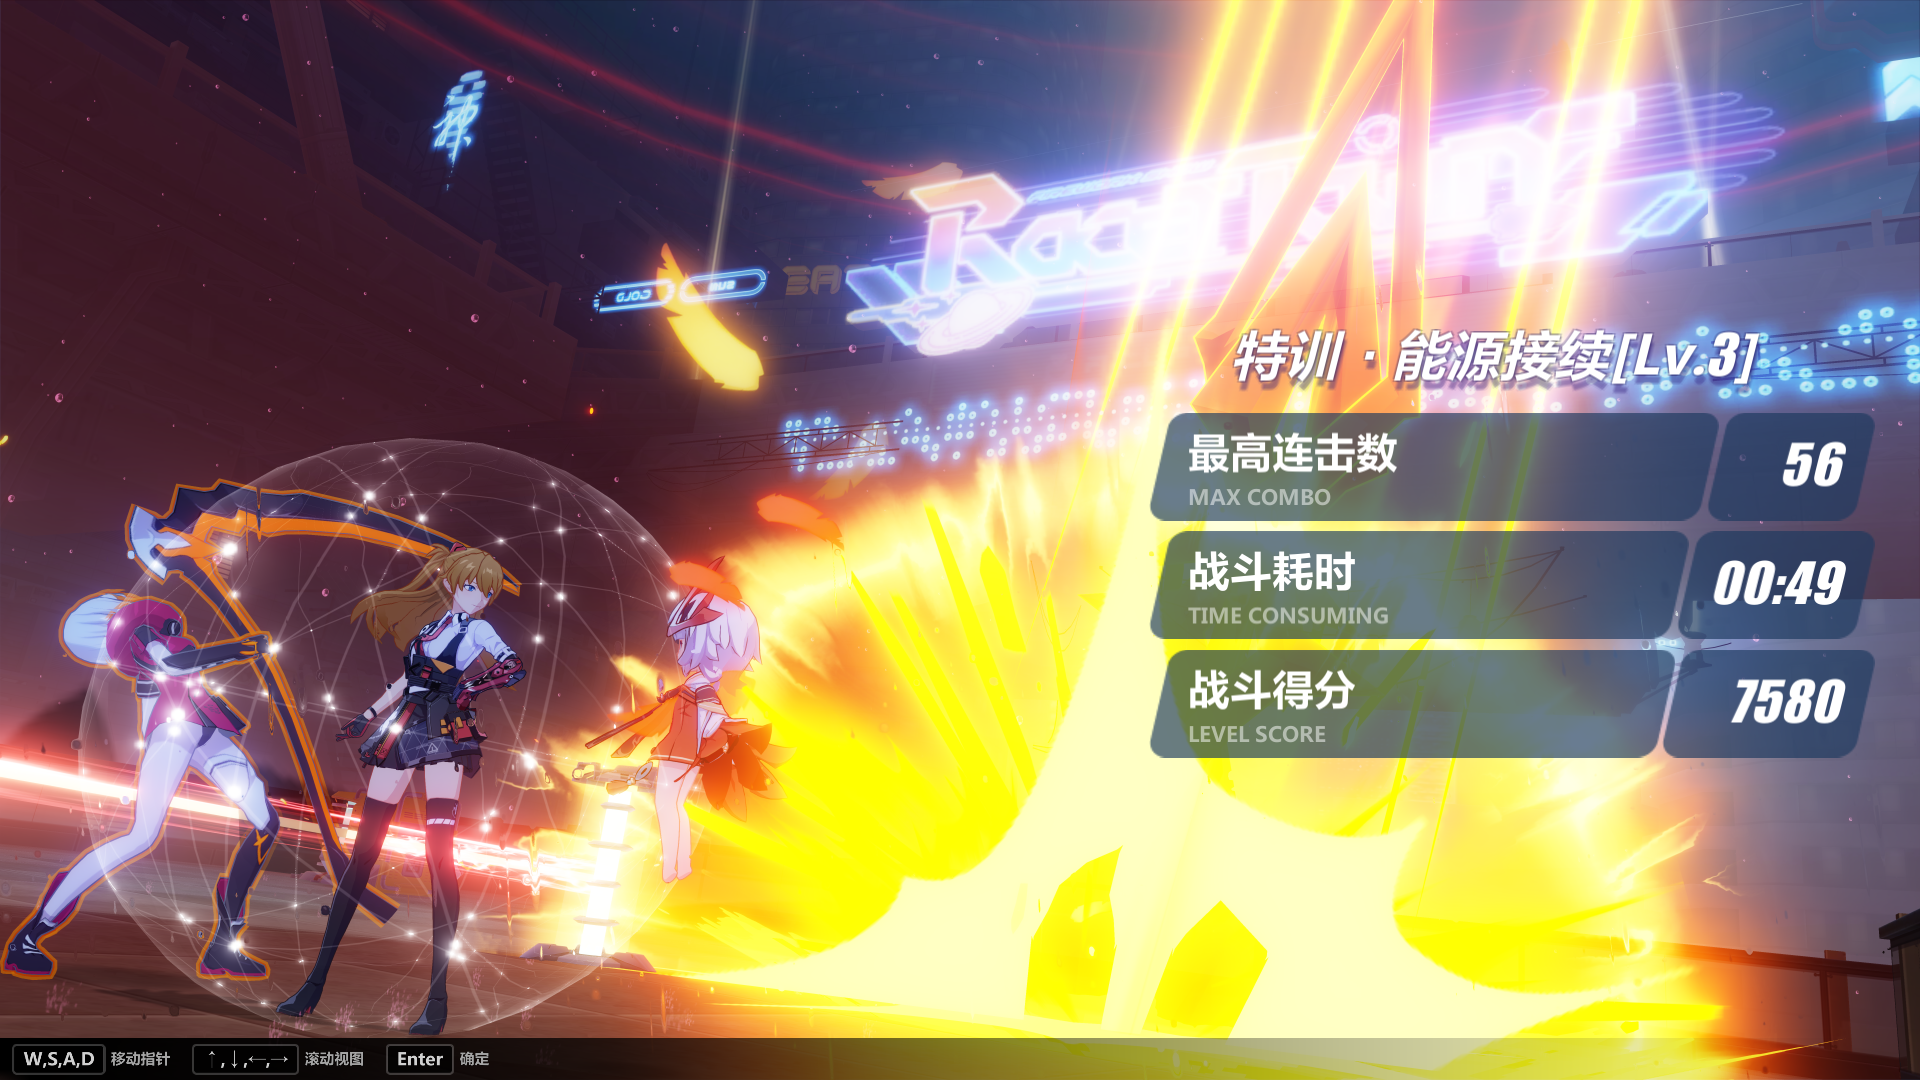 特训·能源接续[Lv.3]
最高连击数
56
MAX COMBO
战斗耗时
00:49
TIME CONSUMING
战斗得分
7580
LEVEL SCORE
W,S,A,D 移动指针 ↑,↓,←,→ 滚动视图 Enter 确定